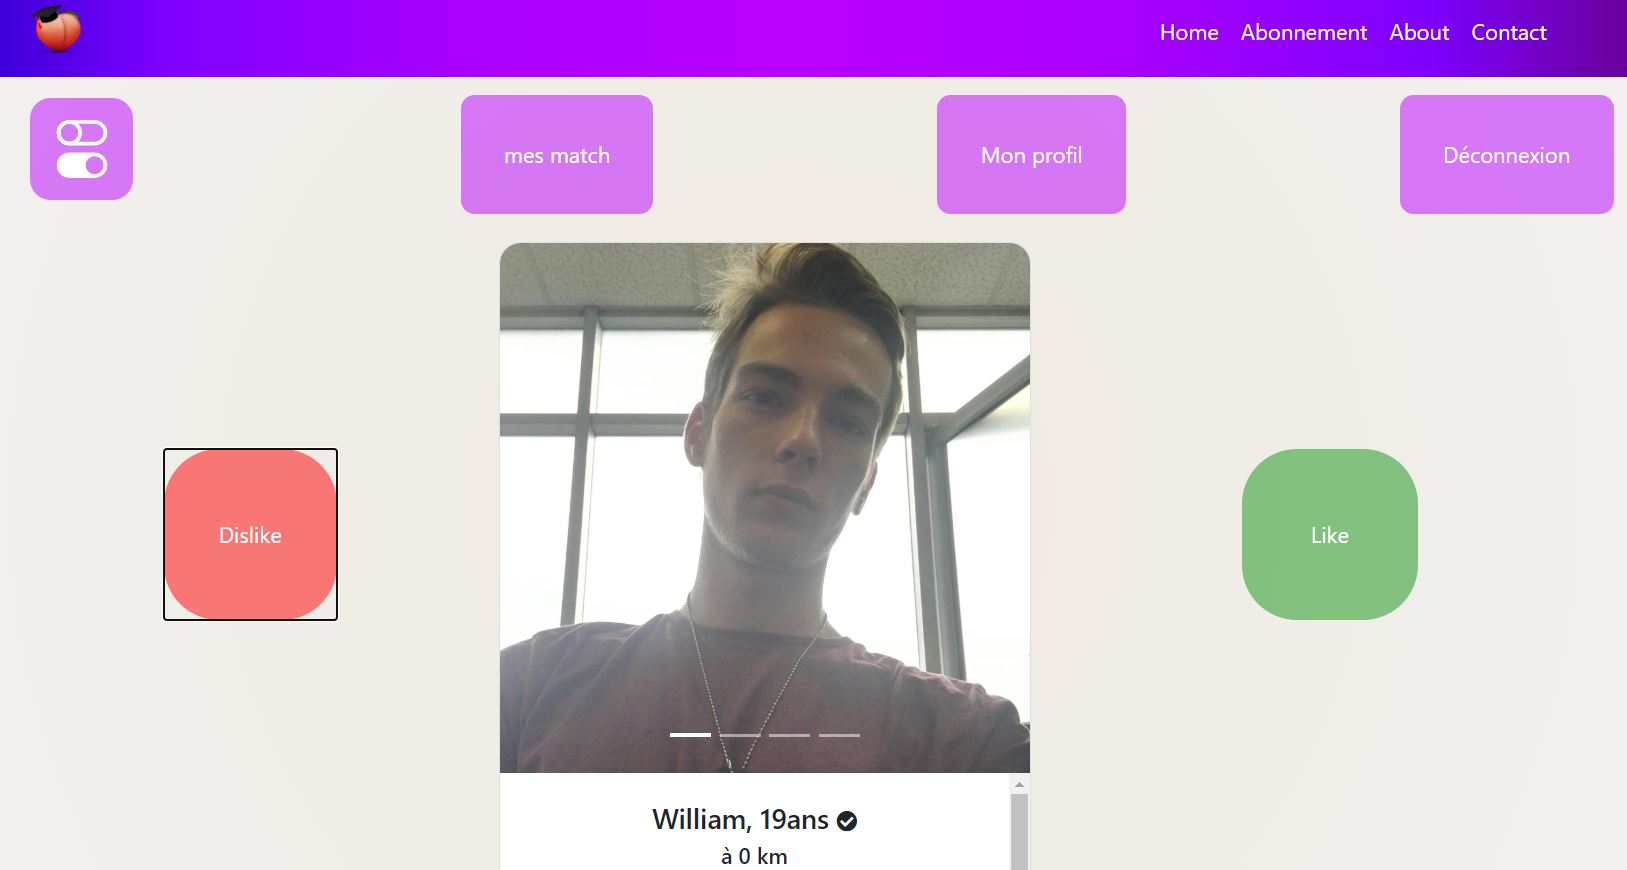 Home Abonnement About Contact
mes match
Mon profil
Déconnexion
Dislike
Like
William, 19ans
à 0 km